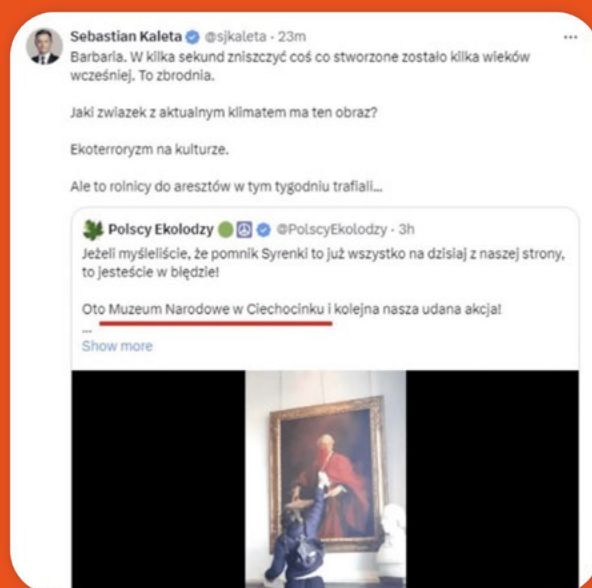 Sebastian Kaleta @sjkaleta · 23m
Barbaria. W kilka sekund zniszczyć coś co stworzone zostało kilka wieków
wcześniej. To zbrodnia.
Jaki zwiazek z aktualnym klimatem ma ten obraz?
Ekoterroryzm na kulturze.
Ale to rolnicy do aresztów w tym tygodniu trafiali...
Polscy Ekolodzy @PolscyEkolodzy · 3h
Jeżeli myśleliście, że pomnik Syrenki to już wszystko na dzisiaj z naszej strony,
to jesteście w błędzie!
Oto Muzeum Narodowe w Ciechocinku i kolejna nasza udana akcja!
...
Show more